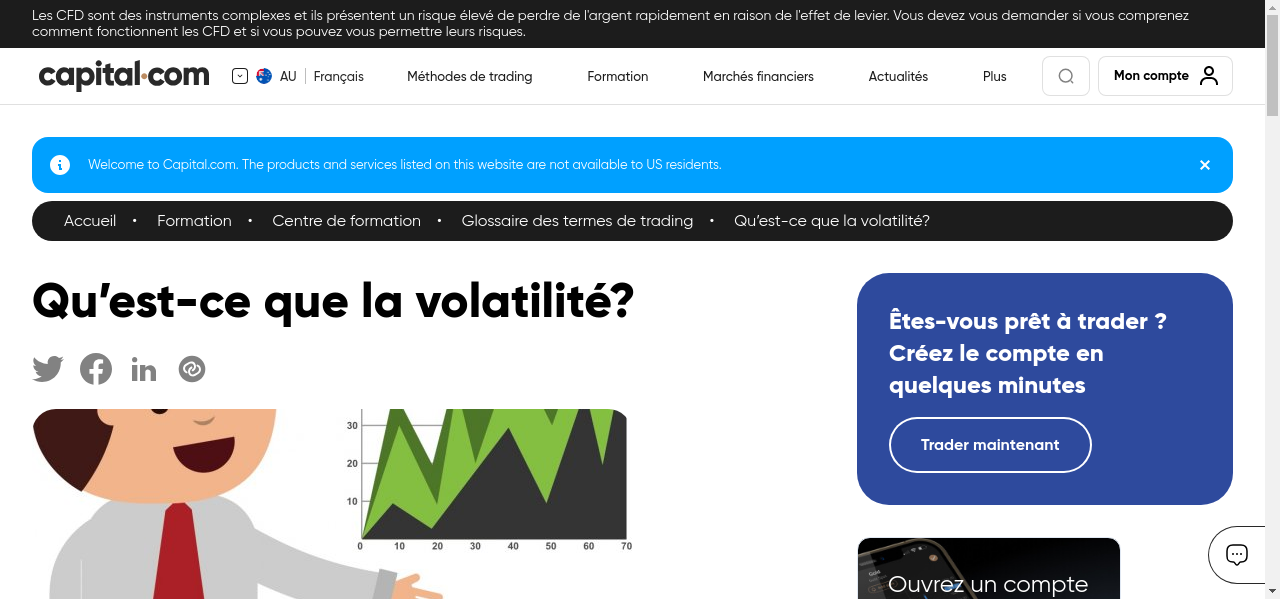 Les CFD sont des instruments complexes et ils présentent un risque élevé de perdre de l'argent rapidement en raison de l'effet de levier. Vous devez vous demander si vous comprenez
comment fonctionnent les CFD et si vous pouvez vous permettre leurs risques.
capital.com AU Français Méthodes de trading Formation Marchés financiers Actualités Plus Mon compte
Welcome to Capital.com. The products and services listed on this website are not available to US residents.
Accueil • Formation • Centre de formation • Glossaire des termes de trading • Qu’est-ce que la volatilité?
Qu’est-ce que la volatilité?
Êtes-vous prêt à trader ?
Créez le compte en
quelques minutes
Trader maintenant
30
20
10
0 10 20 30 40 50 60 70
Gold
Ouvrez un compte